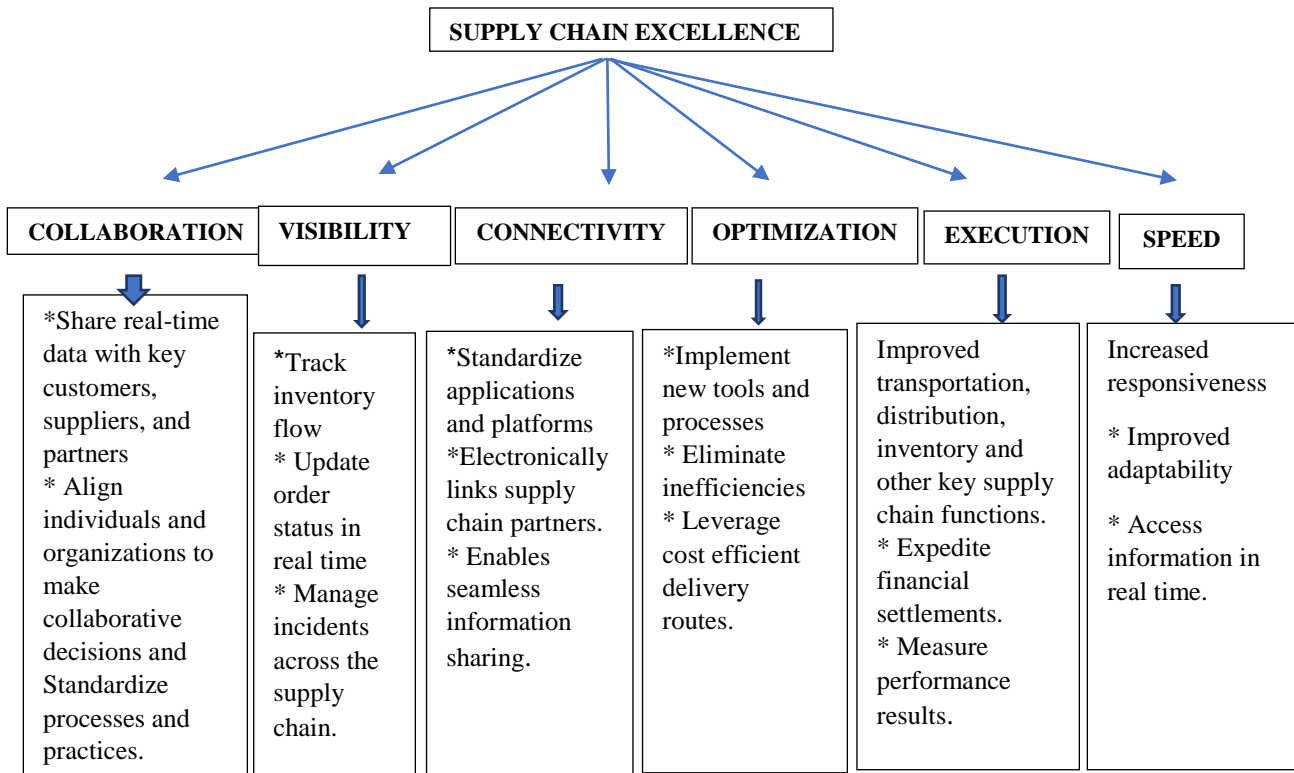 SUPPLY CHAIN EXCELLENCE
COLLABORATION
VISIBILITY
CONNECTIVITY
OPTIMIZATION
EXECUTION
SPEED
*Share real-time
data with key
customers,
suppliers, and
partners
* Align
individuals and
organizations to
make
collaborative
decisions and
Standardize
processes and
practices.
*Track
inventory
flow
* Update
order
status in
real time
* Manage
incidents
across the
supply
chain.
*Standardize
applications
and platforms
*Electronically
links supply
chain partners.
* Enables
seamless
information
sharing.
*Implement
new tools and
processes
* Eliminate
inefficiencies
* Leverage
cost efficient
delivery
routes.
Improved
transportation,
distribution,
inventory and
other key supply
chain functions.
* Expedite
financial
settlements.
* Measure
performance
results.
Increased
responsiveness
* Improved
adaptability
* Access
information in
real time.